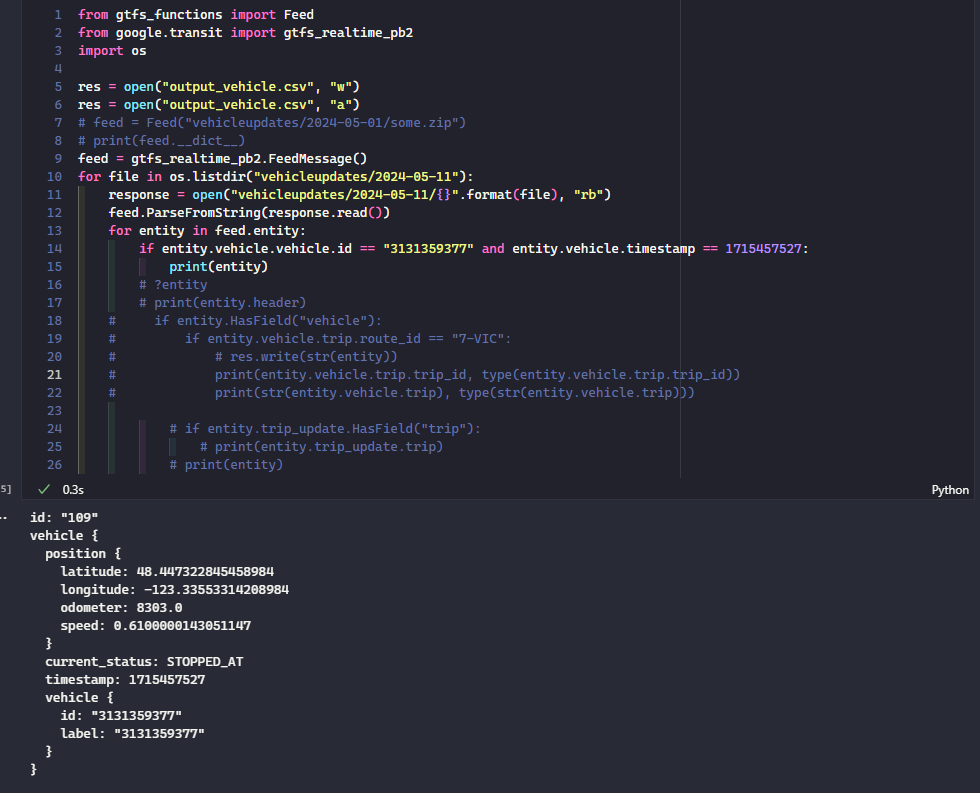 1 from gtfs_functions import Feed
2 from google.transit import gtfs_realtime_pb2
3 import os
4
5 res = open("output_vehicle.csv", "w")
6 res = open("output_vehicle.csv", "a")
7 # feed = Feed("vehicleupdates/2024-05-01/some.zip")
8 # print(feed.__dict__)
9 feed = gtfs_realtime_pb2.FeedMessage()
10 for file in os.listdir("vehicleupdates/2024-05-11"):
11     response = open("vehicleupdates/2024-05-11/{}".format(file), "rb")
12     feed.ParseFromString(response.read())
13     for entity in feed.entity:
14         if entity.vehicle.vehicle.id == "3131359377" and entity.vehicle.timestamp == 1715457527:
15             print(entity)
16         # ?entity
17         # print(entity.header)
18     #     if entity.HasField("vehicle"):
19     #         if entity.vehicle.trip.route_id == "7-VIC":
20     #             # res.write(str(entity))
21     #             print(entity.vehicle.trip.trip_id, type(entity.vehicle.trip.trip_id))
22     #             print(str(entity.vehicle.trip), type(str(entity.vehicle.trip)))
23
24             # if entity.trip_update.HasField("trip"):
25                 # print(entity.trip_update.trip)
26             # print(entity)
5] ✓ 0.3s Python
id: "109"
vehicle {
  position {
    latitude: 48.447322845458984
    longitude: -123.33553314208984
    odometer: 8303.0
    speed: 0.6100000143051147
  }
  current_status: STOPPED_AT
  timestamp: 1715457527
  vehicle {
    id: "3131359377"
    label: "3131359377"
  }
}